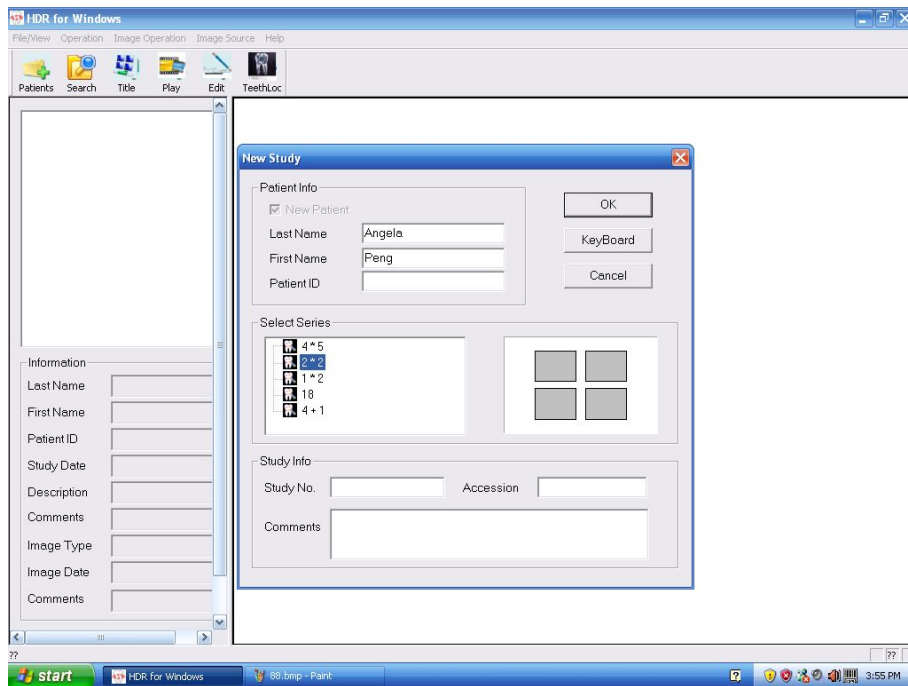 HDR for Windows
File/View Operation Image Operation Image Source Help
Patients Search Title Play Edit TeethLoc
New Study
Patient Info
New Patient
OK
Last Name Angela
KeyBoard
First Name Peng
Patient ID
Cancel
Select Series
4 * 5
2 * 2
1 * 2
18
4 + 1
Information
Last Name
First Name
Patient ID
Study Date
Description
Comments
Image Type
Image Date
Comments
Study Info
Study No. Accession
Comments
?? ??
start HDR for Windows 88.bmp - Paint ? 3:55 PM